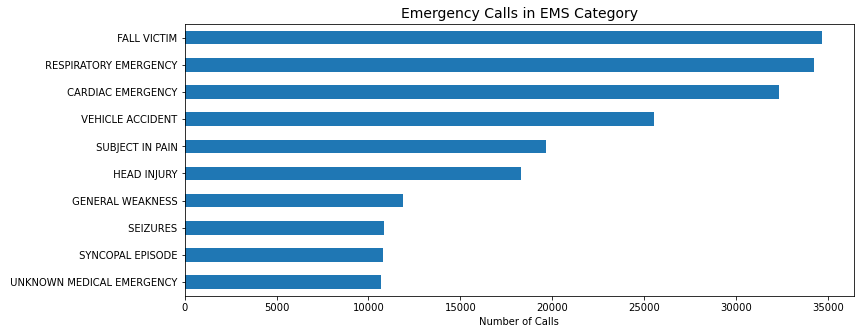 Emergency Calls in EMS Category
FALL VICTIM
RESPIRATORY EMERGENCY
CARDIAC EMERGENCY
VEHICLE ACCIDENT
SUBJECT IN PAIN
HEAD INJURY
GENERAL WEAKNESS
SEIZURES
SYNCOPAL EPISODE
UNKNOWN MEDICAL EMERGENCY
0 5000 10000 15000 20000 25000 30000 35000
Number of Calls